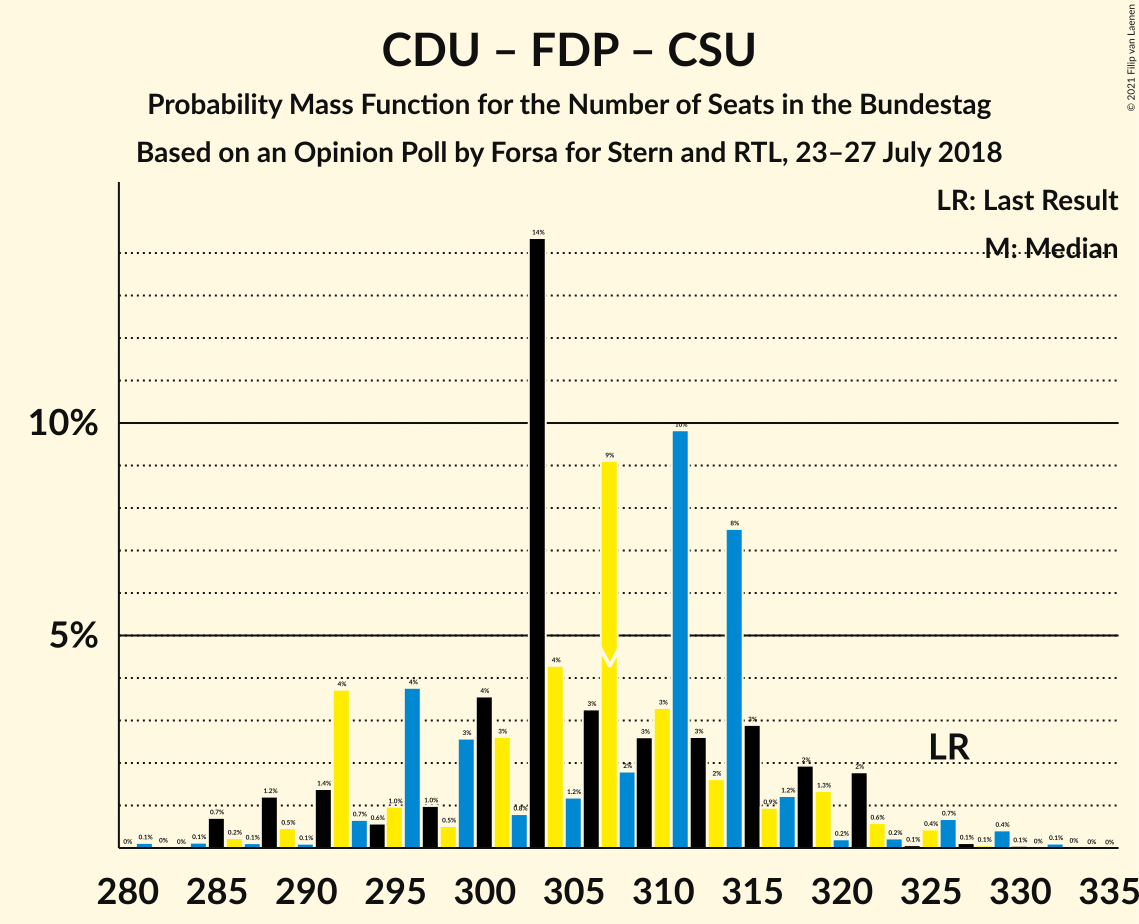 CDU – FDP – CSU
Probability Mass Function for the Number of Seats in the Bundestag
Based on an Opinion Poll by Forsa for Stern and RTL, 23–27 July 2018
© 2021 Filip van Laenen
LR: Last Result
M: Median
10%
5%
0% 0.1% 0% 0% 0.1% 0.7% 0.2% 0.1% 1.2% 0.5% 0.1% 1.4% 4% 0.7% 0.6% 1.0% 4% 1.0% 0.5% 3% 4% 3% 0.8% 14% 4% 1.2% 3% 9% 2% 3% 3% 10% 3% 2% 8% 3% 0.9% 1.2% 2% 1.3% 0.2% 2% 0.6% 0.2% 0.1% 0.4% 0.7% 0.1% 0.1% 0.4% 0.1% 0% 0.1% 0% 0% 0%
M
LR
280 285 290 295 300 305 310 315 320 325 330 335